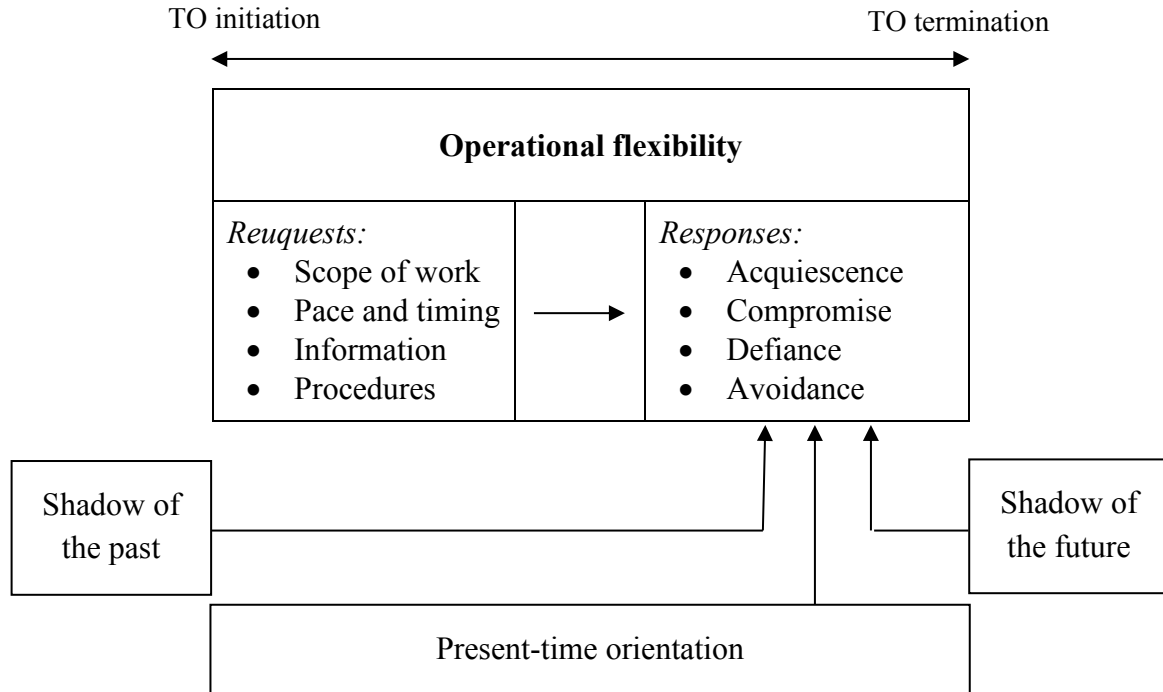 TO initiation
TO termination
Operational flexibility
Reuquests:
• Scope of work
• Pace and timing
• Information
• Procedures
Responses:
• Acquiescence
• Compromise
• Defiance
• Avoidance
Shadow of
the past
Shadow of
the future
Present-time orientation